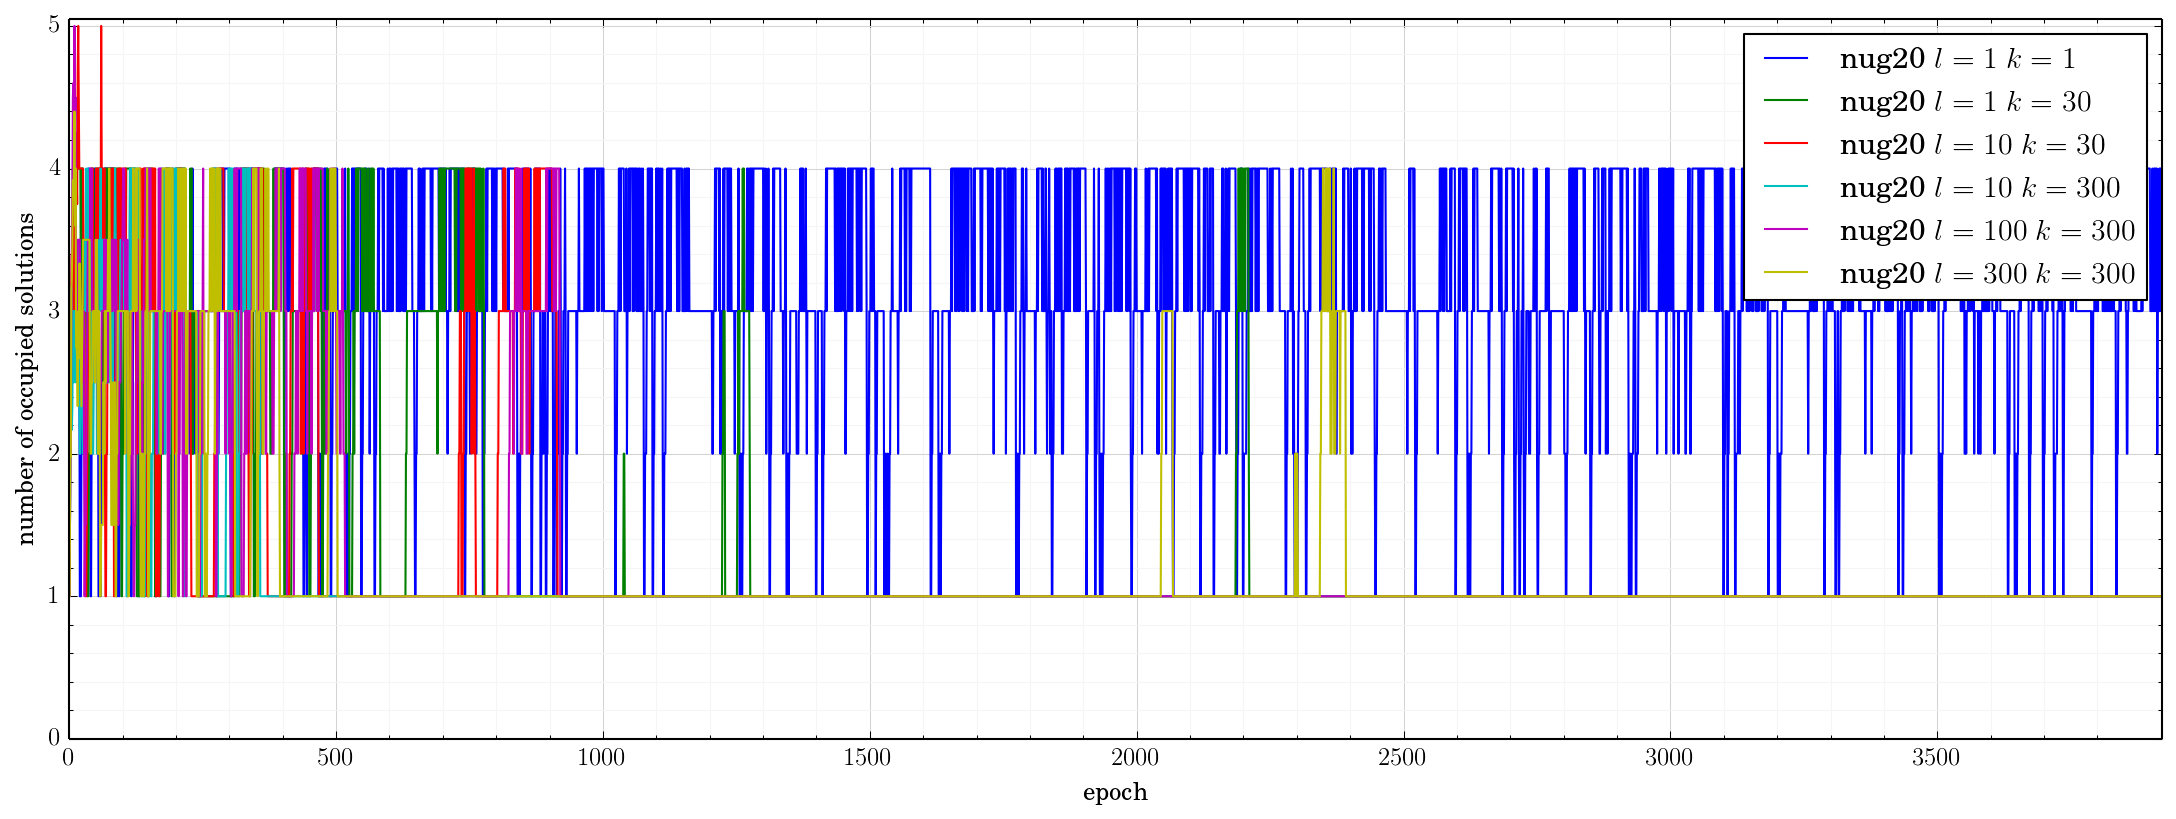 number of occupied solutions
5
4
3
2
1
0
0 500 1000 1500 2000 2500 3000 3500
epoch
nug20 l = 1 k = 1
nug20 l = 1 k = 30
nug20 l = 10 k = 30
nug20 l = 10 k = 300
nug20 l = 100 k = 300
nug20 l = 300 k = 300